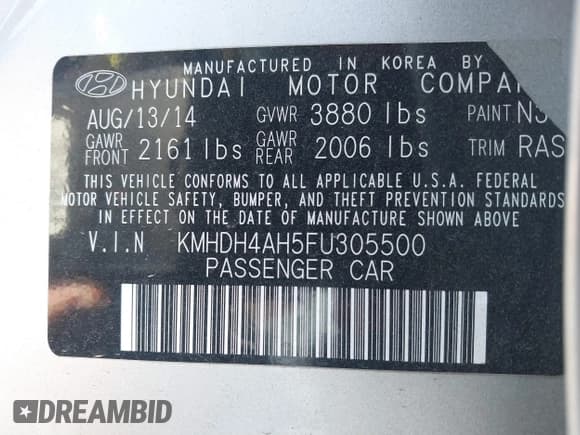 MANUFACTURED IN KOREA BY
HYUNDAI MOTOR
AUG/13/14 GVWR 3880 lbs PAINT
GAWR FRONT 2161 lbs GAWR REAR 2006 lbs TRIM RAS
THIS VEHICLE CONFORMS TO ALL APPLICABLE U.S.A. FEDERAL
MOTOR VEHICLE SAFETY, BUMPER, AND THEFT PREVENTION STANDARDS
IN EFFECT ON THE DATE OF MANUFACTURE SHOWN ABOVE
V.I.N KMHDH4AH5FU305500
PASSENGER CAR
DREAMBID